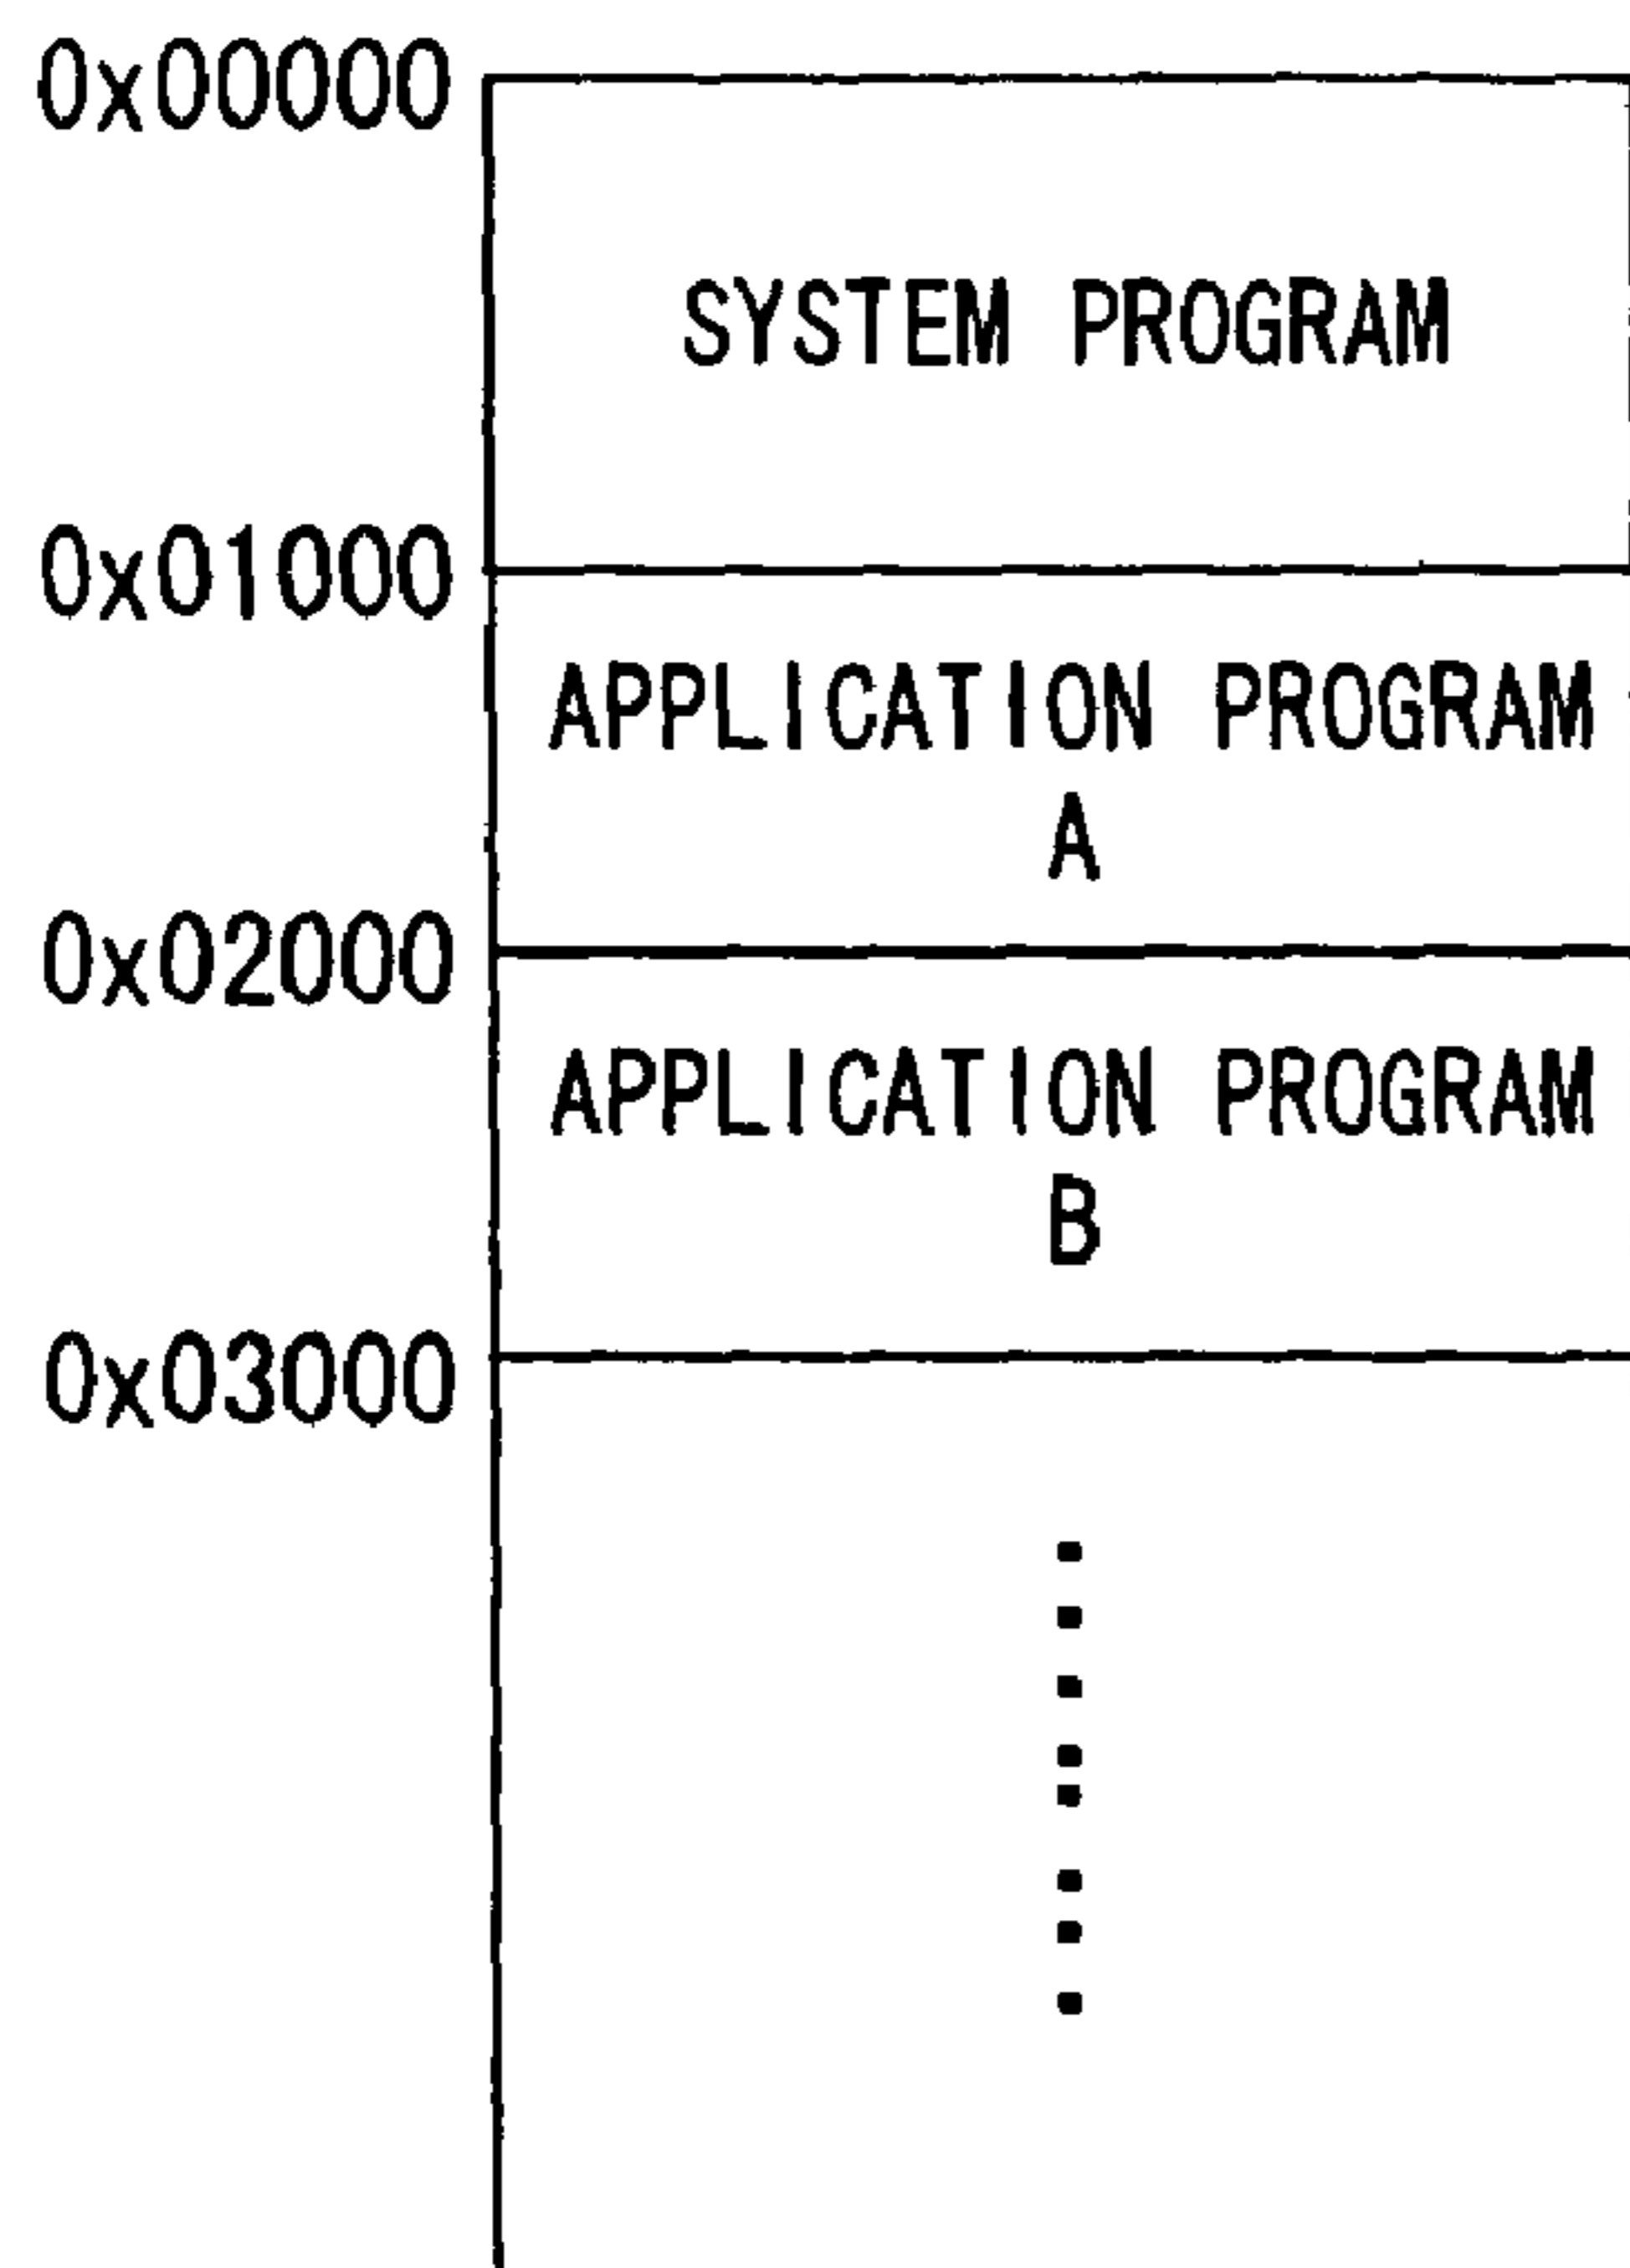 0x00000
SYSTEM PROGRAM
0x01000
APPLICATION PROGRAM
A
0x02000
APPLICATION PROGRAM
B
0x03000